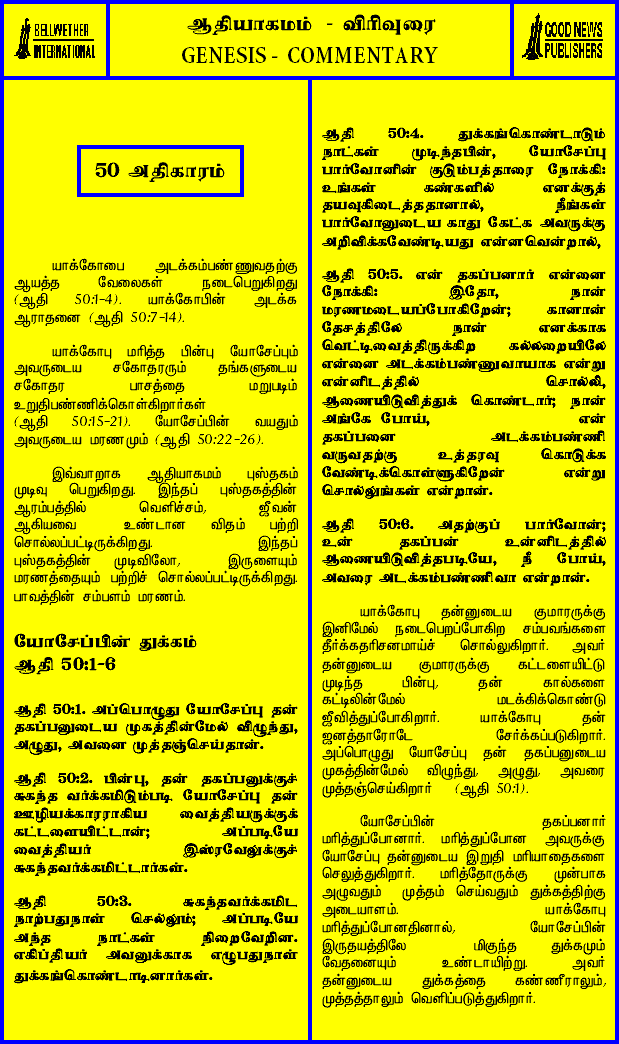 BELLWETHER
INTERNATIONAL
ஆதியாகமம் - விரிவுரை
GENESIS - COMMENTARY
GOOD NEWS
PUBLISHERS
50 அதிகாரம்
யாக்கோபை அடக்கம்பண்ணுவதற்கு
ஆயத்த வேலைகள் நடைபெறுகிறது
(ஆதி 50:1-4). யாக்கோபின் அடக்க
ஆராதனை (ஆதி 50:7-14).
யாக்கோபு மரித்த பின்பு யோசேப்பும்
அவருடைய சகோதரரும் தங்களுடைய
சகோதர பாசத்தை மறுபடிம்
உறுதிபண்ணிக்கொள்கிறார்கள்
(ஆதி 50:15-21). யோசேப்பின் வயதும்
அவருடைய மரணமும் (ஆதி 50:22-26).
இவ்வாறாக ஆதியாகமம் புஸ்தகம்
முடிவு பெறுகிறது. இந்தப் புஸ்தகத்தின்
ஆரம்பத்தில் வெளிச்சம், ஜீவன்
ஆகியவை உண்டான விதம் பற்றி
சொல்லப்பட்டிருக்கிறது. இந்தப்
புஸ்தகத்தின் முடிவிலோ, இருளையும்
மரணத்தையும் பற்றிச் சொல்லப்பட்டிருக்கிறது.
பாவத்தின் சம்பளம் மரணம்.
யோசேப்பின் துக்கம்
ஆதி 50:1-6
ஆதி 50:1. அப்பொழுது யோசேப்பு தன்
தகப்பனுடைய முகத்தின்மேல் விழுந்து,
அழுது, அவனை முத்தஞ்செய்தான்.
ஆதி 50:2. பின்பு, தன் தகப்பனுக்குச்
சுகந்த வர்க்கமிடும்படி யோசேப்பு தன்
ஊழியக்காரராகிய வைத்தியருக்குக்
கட்டளையிட்டான்; அப்படியே
வைத்தியர் இஸ்ரவேலுக்குச்
சுகந்தவர்க்கமிட்டார்கள்.
ஆதி 50:3. சுகந்தவர்க்கமிட
நாற்பதுநாள் செல்லும்; அப்படியே
அந்த நாட்கள் நிறைவேறின.
எகிப்தியர் அவனுக்காக எழுபதுநாள்
துக்கங்கொண்டாடினார்கள்.
ஆதி 50:4. துக்கங்கொண்டாடும்
நாட்கள் முடிந்தபின், யோசேப்பு
பார்வோனின் குடும்பத்தாரை நோக்கி:
உங்கள் கண்களில் எனக்குத்
தயவுகிடைத்ததானால், நீங்கள்
பார்வோனுடைய காது கேட்க அவருக்கு
அறிவிக்கவேண்டியது என்னவென்றால்,
ஆதி 50:5. என் தகப்பனார் என்னை
நோக்கி: இதோ, நான்
மரணமடையப்போகிறேன்; கானான்
தேசத்திலே நான் எனக்காக
வெட்டிவைத்திருக்கிற கல்லறையிலே
என்னை அடக்கம்பண்ணுவாயாக என்று
என்னிடத்தில் சொல்லி,
ஆணையிடுவித்துக் கொண்டார்; நான்
அங்கே போய், என்
தகப்பனை அடக்கம்பண்ணி
வருவதற்கு உத்தரவு கொடுக்க
வேண்டிக்கொள்ளுகிறேன் என்று
சொல்லுங்கள் என்றான்.
ஆதி 50:6. அதற்குப் பார்வோன்;
உன் தகப்பன் உன்னிடத்தில்
ஆணையிடுவித்தபடியே, நீ போய்,
அவரை அடக்கம்பண்ணிவா என்றான்.
யாக்கோபு தன்னுடைய குமாரருக்கு
இனிமேல் நடைபெறப்போகிற சம்பவங்களை
தீர்க்கதரிசனமாய்ச் சொல்லுகிறார். அவர்
தன்னுடைய குமாரருக்கு கட்டளையிட்டு
முடிந்த பின்பு, தன் கால்களை
கட்டிலின்மேல் மடக்கிக்கொண்டு
ஜீவித்துப்போகிறார். யாக்கோபு தன்
ஜனத்தாரோடே சேர்க்கப்படுகிறார்.
அப்பொழுது யோசேப்பு தன் தகப்பனுடைய
முகத்தின்மேல் விழுந்து, அழுது, அவரை
முத்தஞ்செய்கிறார் (ஆதி 50:1).
யோசேப்பின் தகப்பனார்
மரித்துப்போனார். மரித்துப்போன அவருக்கு
யோசேப்பு தன்னுடைய இறுதி மரியாதைகளை
செலுத்துகிறார். மரித்தோருக்கு முன்பாக
அழுவதும் முத்தம் செய்வதும் துக்கத்திற்கு
அடையாளம். யாக்கோபு
மரித்துப்போனதினால், யோசேப்பின்
இருதயத்திலே மிகுந்த துக்கமும்
வேதனையும் உண்டாயிற்று. அவர்
தன்னுடைய துக்கத்தை கண்ணீராலும்,
முத்தத்தாலும் வெளிப்படுத்துகிறார்.